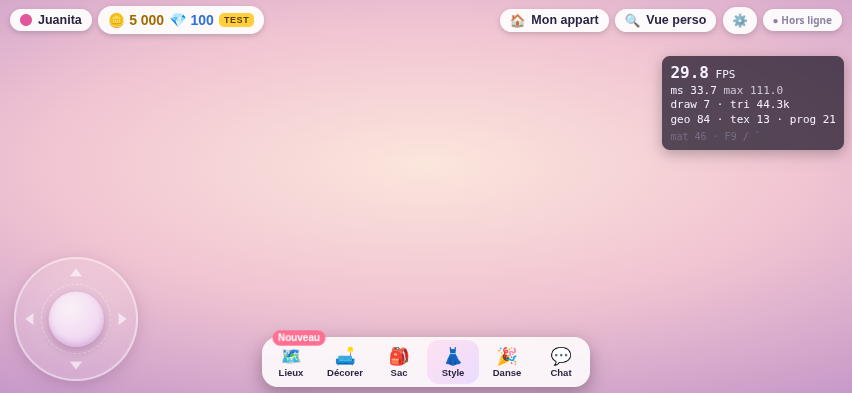 Juanita
5 000 100 TEST
Mon appart
Vue perso
Hors ligne
29.8 FPS
ms 33.7 max 111.0
draw 7 · tri 44.3k
geo 84 · tex 13 · prog 21
mat 46 · F9 / `
Nouveau
Lieux
Décorer
Sac
Style
Danse
Chat